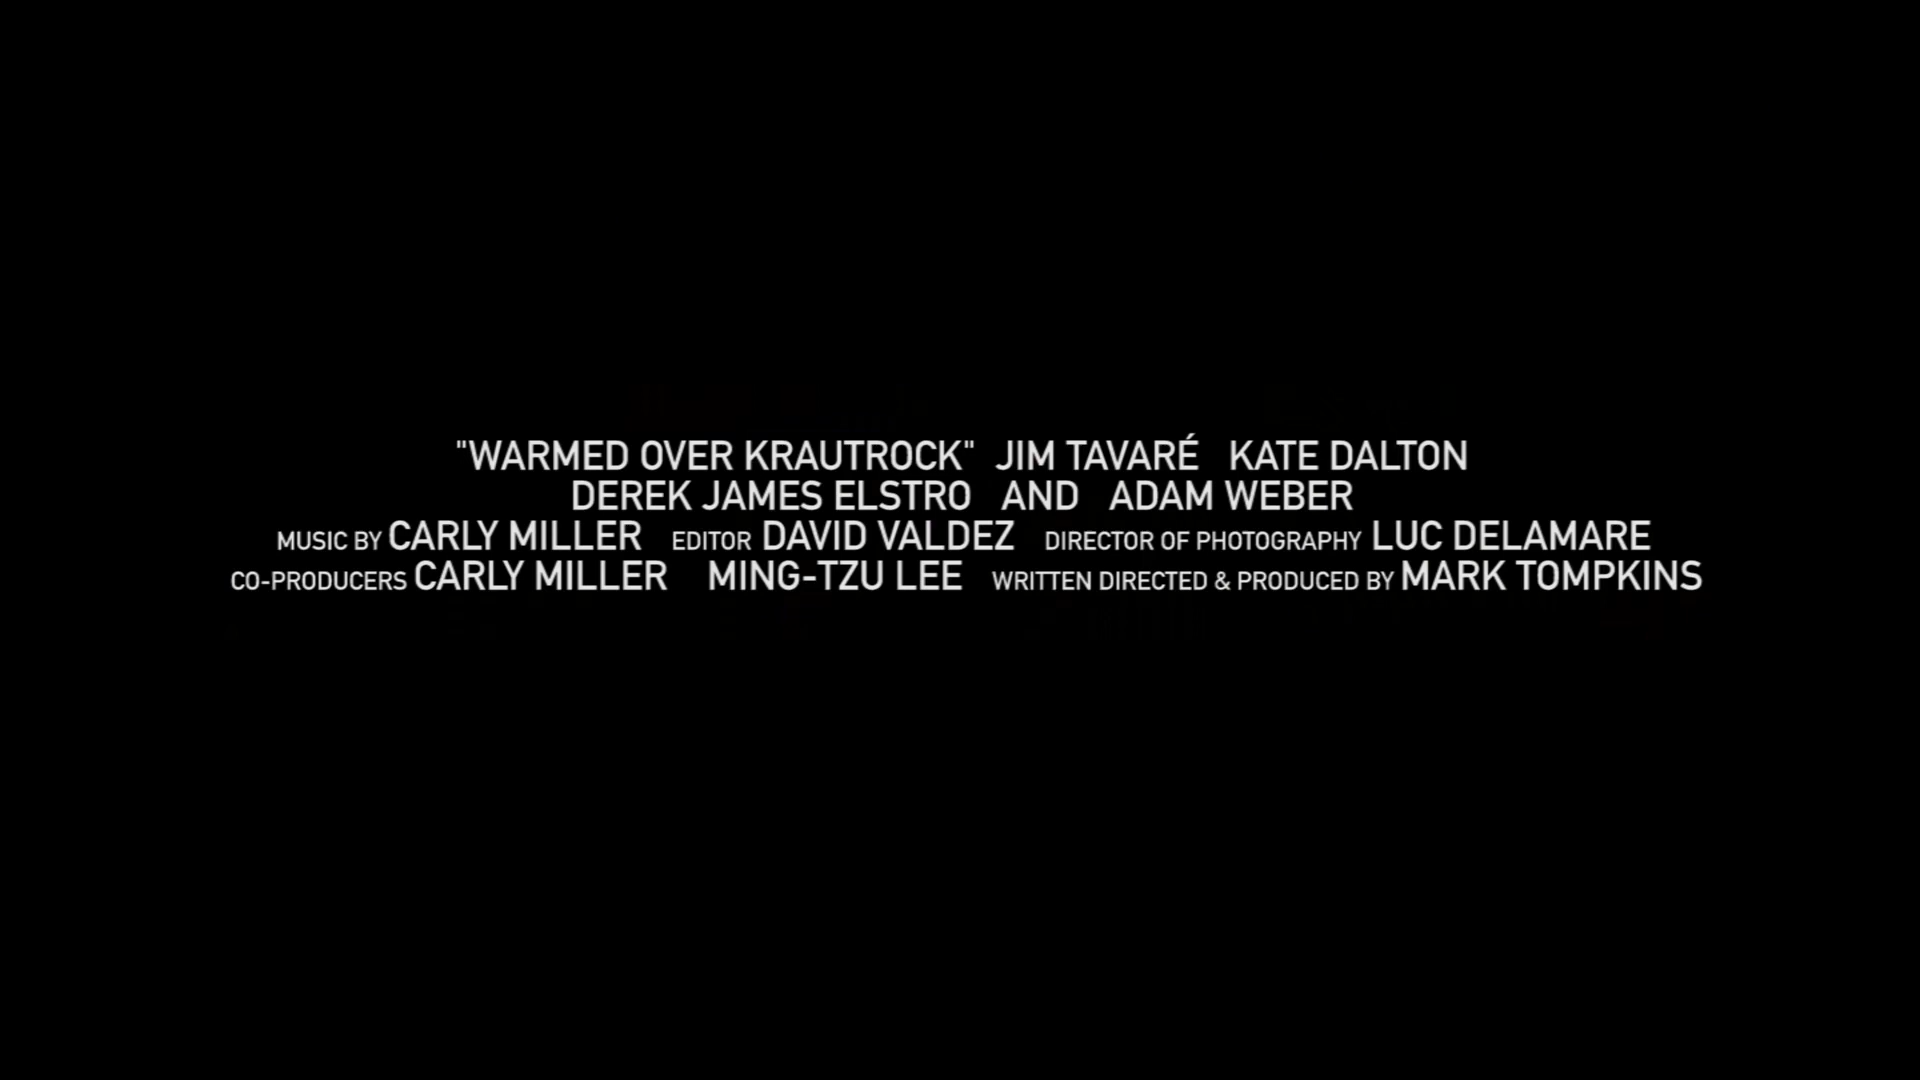 "WARMED OVER KRAUTROCK" JIM TAVARÉ KATE DALTON
DEREK JAMES ELSTRO AND ADAM WEBER
MUSIC BY CARLY MILLER EDITOR DAVID VALDEZ DIRECTOR OF PHOTOGRAPHY LUC DELAMARE
CO-PRODUCERS CARLY MILLER MING-TZU LEE WRITTEN DIRECTED & PRODUCED BY MARK TOMPKINS